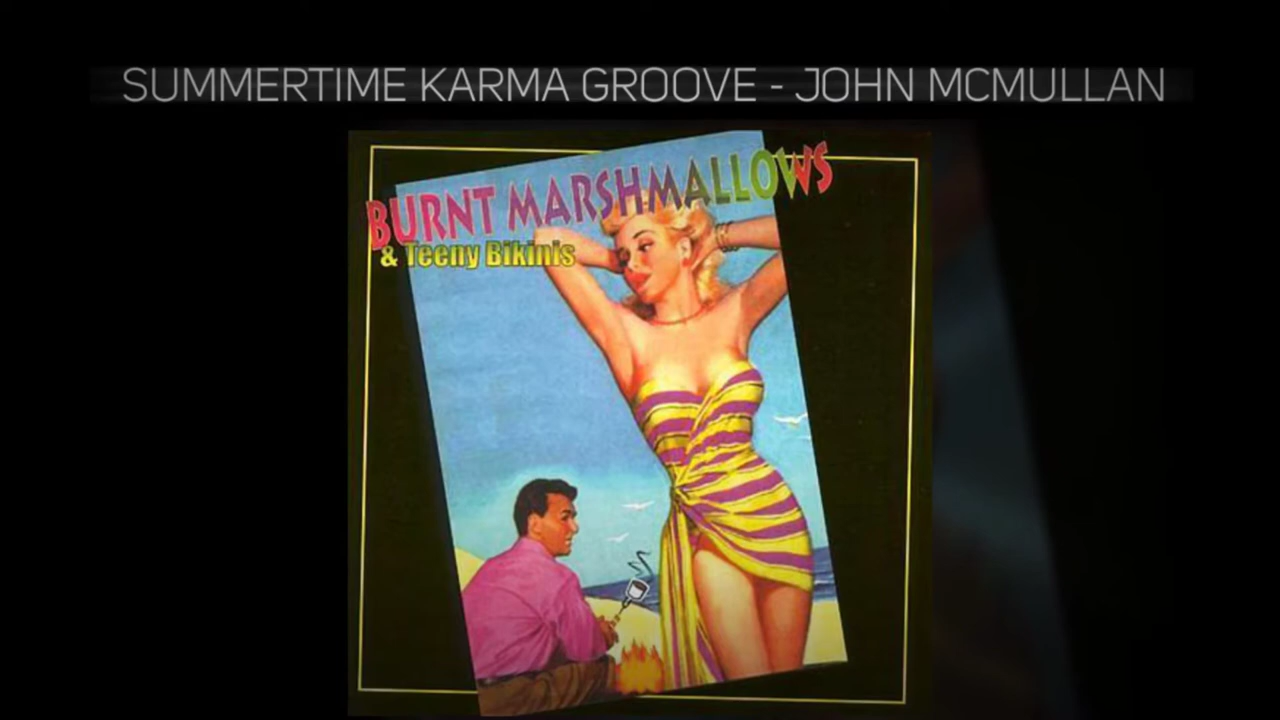 SUMMERTIME KARMA GROOVE - JOHN MCMULLAN
BURNT MARSHMALLOWS
& Teeny Bikinis